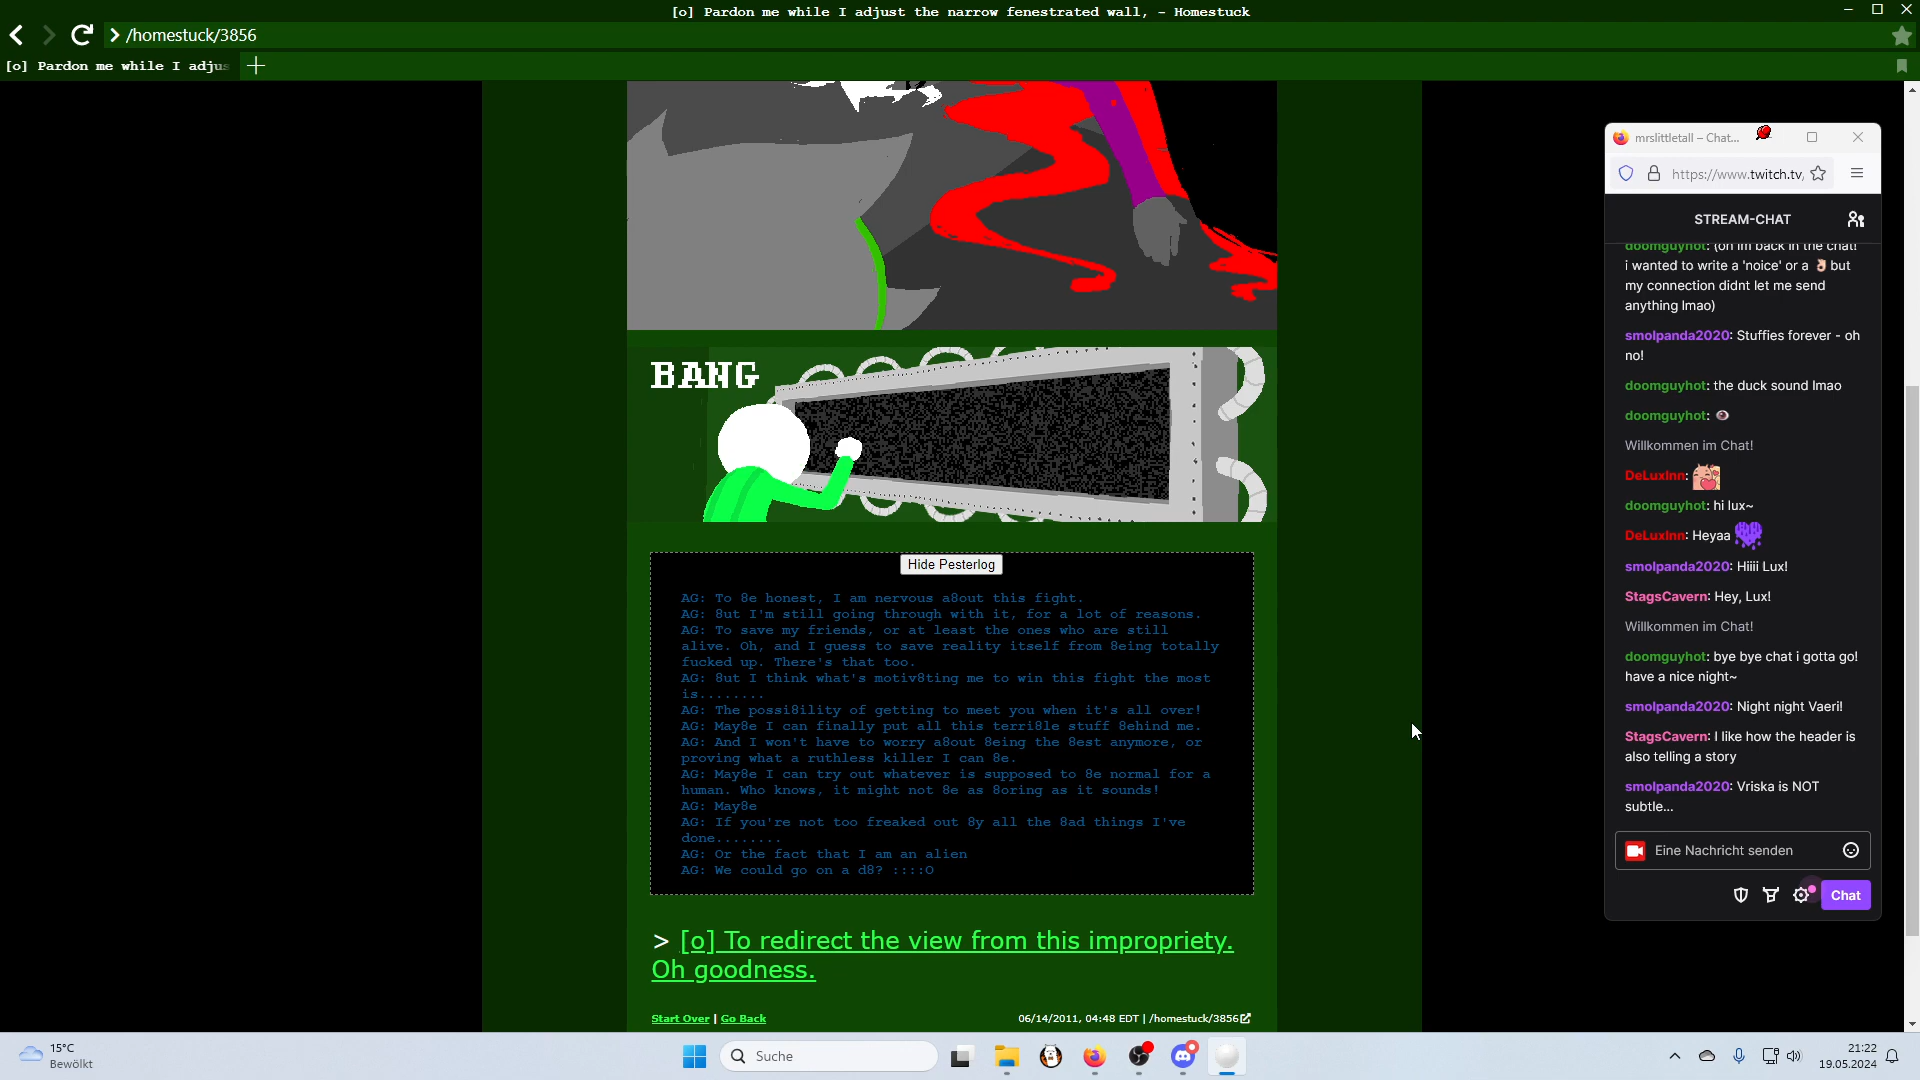 [o] Pardon me while I adjust the narrow fenestrated wall, - Homestuck
/homestuck/3856
[o] Pardon me while I adjus
BANG
Hide Pesterlog
AG: To 8e honest, I am nervous a8out this fight.
AG: 8ut I'm still going through with it, for a lot of reasons.
AG: To save my friends, or at least the ones who are still
alive. Oh, and I guess to save reality itself from 8eing totally
fucked up. There's that too.
AG: 8ut I think what's motiv8ting me to win this fight the most
is........
AG: The possi8ility of getting to meet you when it's all over!
AG: May8e I can finally put all this terri8le stuff 8ehind me.
AG: And I won't have to worry a8out 8eing the 8est anymore, or
proving what a ruthless killer I can 8e.
AG: May8e I can try out whatever is supposed to 8e normal for a
human. Who knows, it might not 8e as 8oring as it sounds!
AG: May8e
AG: If you're not too freaked out 8y all the 8ad things I've
done........
AG: Or the fact that I am an alien
AG: We could go on a d8? ::::O
> [o] To redirect the view from this impropriety.
Oh goodness.
Start Over | Go Back
06/14/2011, 04:48 EDT | /homestuck/3856
mrslittletall – Chat...
https://www.twitch.tv/
STREAM-CHAT
doomguyhot: (oh im back in the chat!
i wanted to write a 'noice' or a 👌 but
my connection didnt let me send
anything lmao)
smolpanda2020: Stuffies forever - oh
no!
doomguyhot: the duck sound lmao
doomguyhot: 👁
Willkommen im Chat!
DeLuxInn:
doomguyhot: hi lux~
DeLuxInn: Heyaa
smolpanda2020: Hiiii Lux!
StagsCavern: Hey, Lux!
Willkommen im Chat!
doomguyhot: bye bye chat i gotta go!
have a nice night~
smolpanda2020: Night night Vaeri!
StagsCavern: I like how the header is
also telling a story
smolpanda2020: Vriska is NOT
subtle...
Eine Nachricht senden
Chat
15°C
Bewölkt
Suche
21:22
19.05.2024